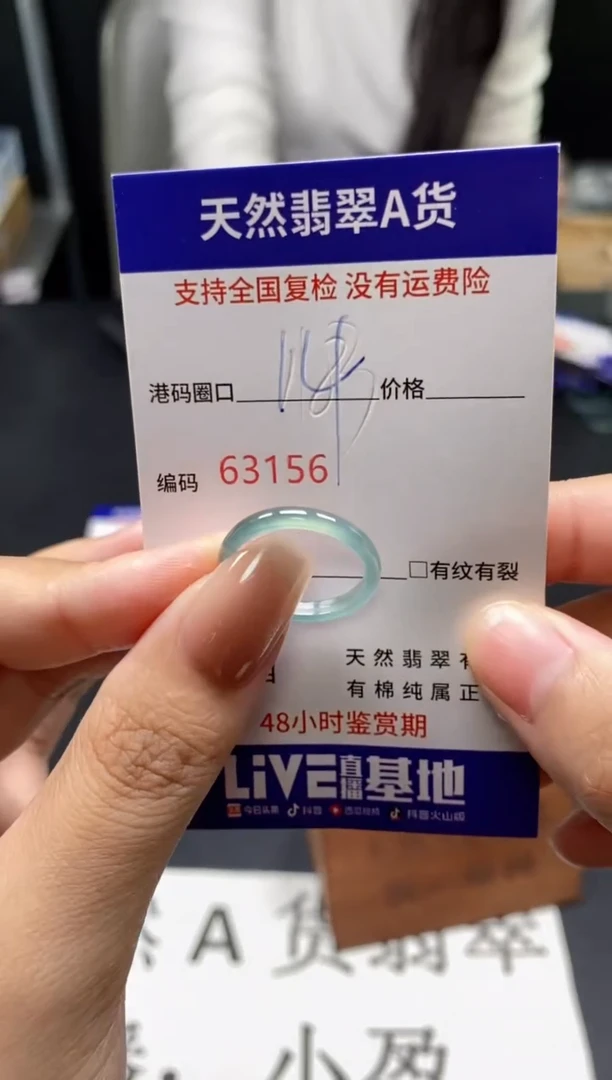 天然翡翠A货
支持全国复检 没有运费险
港码圈口 价格
编码 63156
□有纹有裂
天然翡翠
有棉纯属正
48小时鉴赏期
LiVE直播基地
今日头条 抖音 西瓜视频 抖音火山版
A货翡翠
小